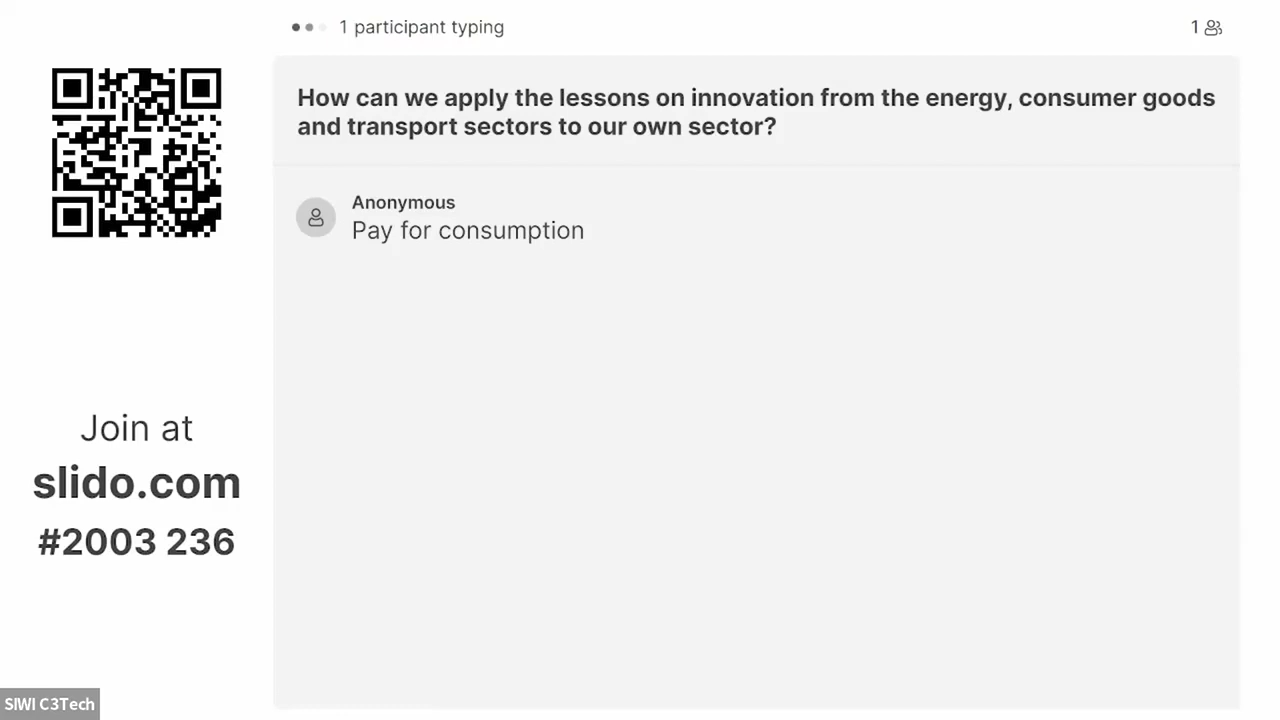 1 participant typing
1
How can we apply the lessons on innovation from the energy, consumer goods
and transport sectors to our own sector?
Anonymous
Pay for consumption
Join at
slido.com
#2003 236
SIWI C3Tech